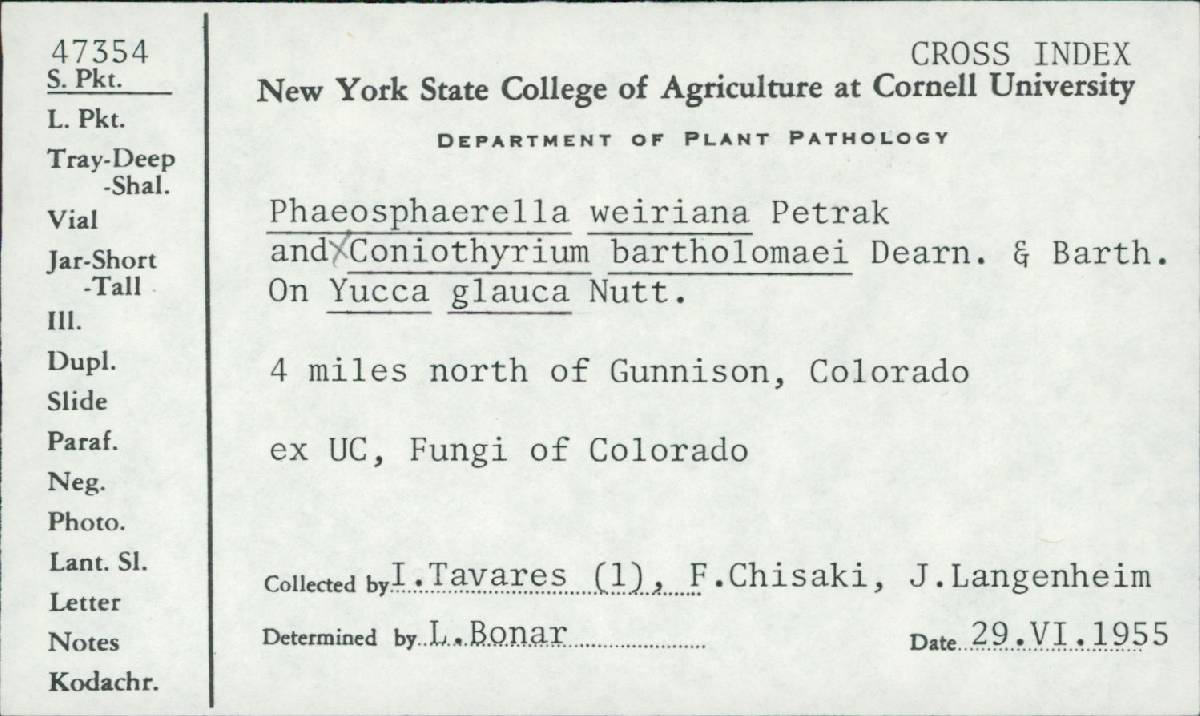 47354
S. Pkt.
L. Pkt.
Tray-Deep
-Shal.
Vial
Jar-Short
-Tall
Ill.
Dupl.
Slide
Paraf.
Neg.
Photo.
Lant. Sl.
Letter
Notes
Kodachr.
CROSS INDEX
New York State College of Agriculture at Cornell University
DEPARTMENT OF PLANT PATHOLOGY
Phaeosphaerella weiriana Petrak
and X Coniothyrium bartholomaei Dearn. & Barth.
On Yucca glauca Nutt.
4 miles north of Gunnison, Colorado
ex UC, Fungi of Colorado
Collected by I.Tavares (1), F.Chisaki, J.Langenheim
Determined by L.Bonar
Date 29.VI.1955